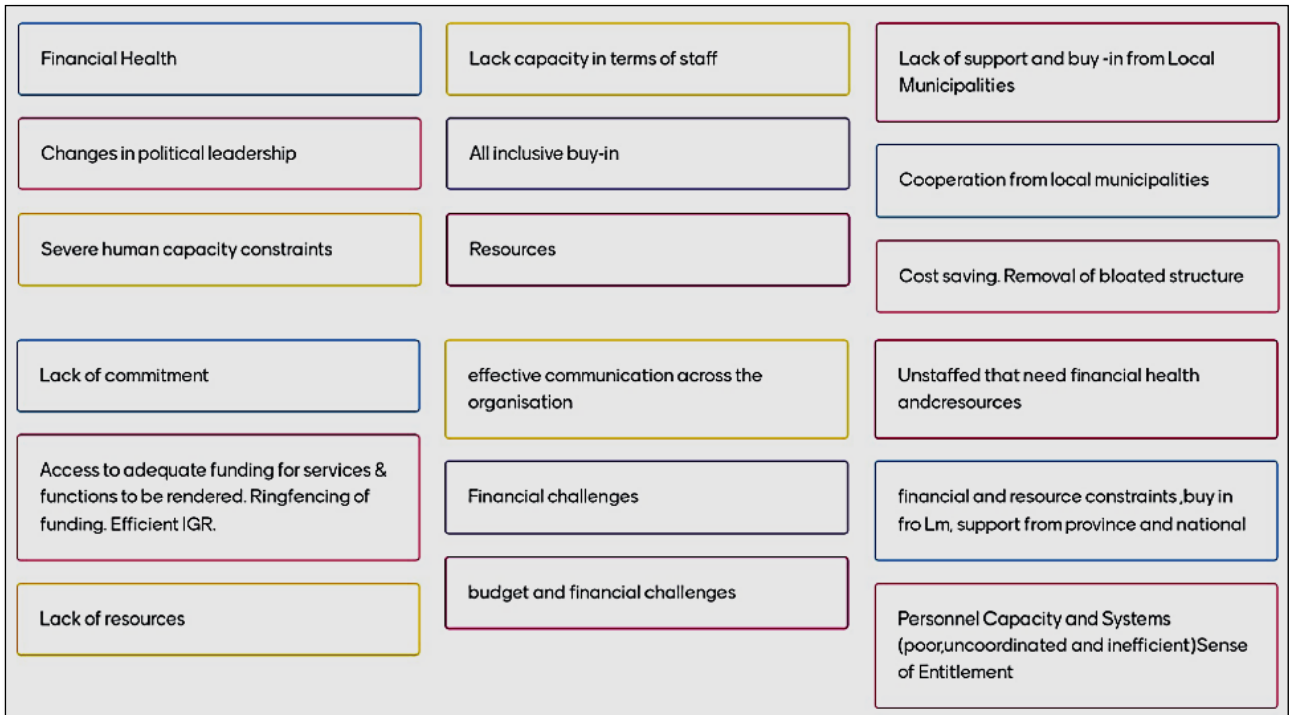 Financial Health
Changes in political leadership
Severe human capacity constraints
Lack capacity in terms of staff
All inclusive buy-in
Resources
Lack of support and buy -in from Local
Municipalities
Cooperation from local municipalities
Cost saving. Removal of bloated structure
Lack of commitment
Access to adequate funding for services &
functions to be rendered. Ringfencing of
funding. Efficient IGR.
Lack of resources
effective communication across the
organisation
Financial challenges
budget and financial challenges
Unstaffed that need financial health
andcresources
financial and resource constraints ,buy in
fro Lm, support from province and national
Personnel Capacity and Systems
(poor,uncoordinated and inefficient)Sense
of Entitlement